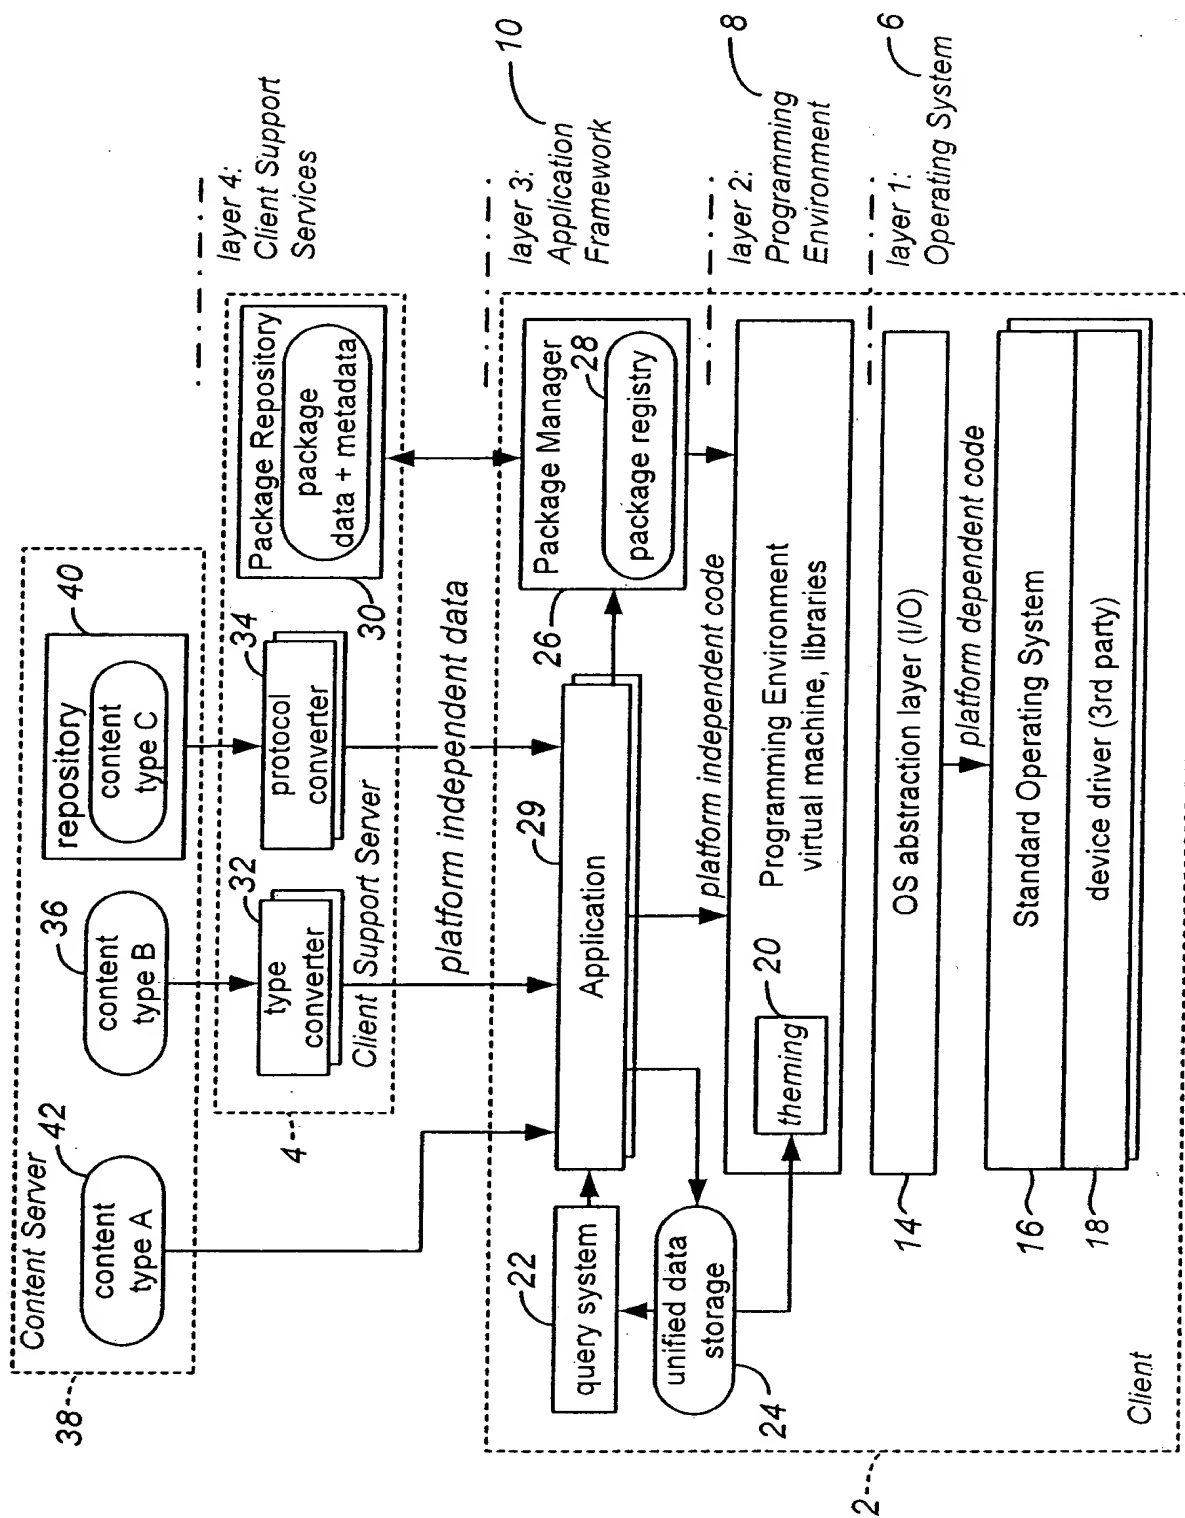 Content Server
38
42
content
type A
36
content
type B
40
repository
content
type C
layer 4:
Client Support
Services
4
32
type
converter
34
protocol
converter
Client Support Server
30
Package Repository
package
data + metadata
platform independent data
layer 3:
Application
Framework
10
22
query system
29
Application
26
Package Manager
28
package registry
unified data
storage
24
platform independent code
layer 2:
Programming
Environment
8
20
theming
Programming Environment
virtual machine, libraries
layer 1:
Operating System
6
14
OS abstraction layer (I/O)
platform dependent code
16
Standard Operating System
18
device driver (3rd party)
Client
2